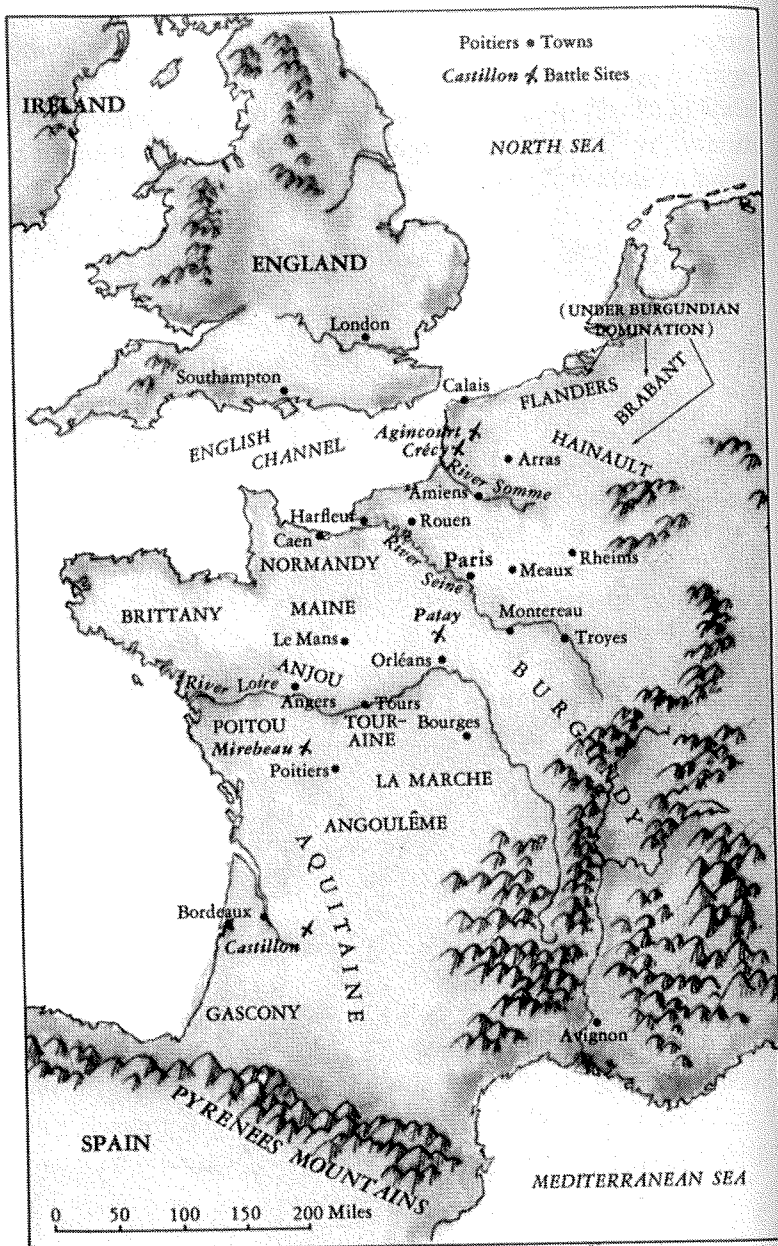 Poitiers • Towns
Castillon Battle Sites
IRELAND
NORTH SEA
ENGLAND
(UNDER BURGUNDIAN
DOMINATION)
London
Southampton
Calais
FLANDERS
BRABANT
ENGLISH
CHANNEL
Agincourt
Crécy
HAINAULT
Arras
River Somme
Amiens
Harfleur
Rouen
Caen
NORMANDY
River
Seine
Paris
Meaux
Rheims
BRITTANY
MAINE
Patay
Montereau
Le Mans
Troyes
Orléans
ANJOU
River Loire
Angers
Tours
BURGUNDY
POITOU
TOUR-
AINE
Bourges
Mirebeau
Poitiers
LA MARCHE
ANGOULÊME
AQUITAINE
Bordeaux
Castillon
GASCONY
Avignon
PYRENEES MOUNTAINS
SPAIN
MEDITERRANEAN SEA
0 50 100 150 200 Miles